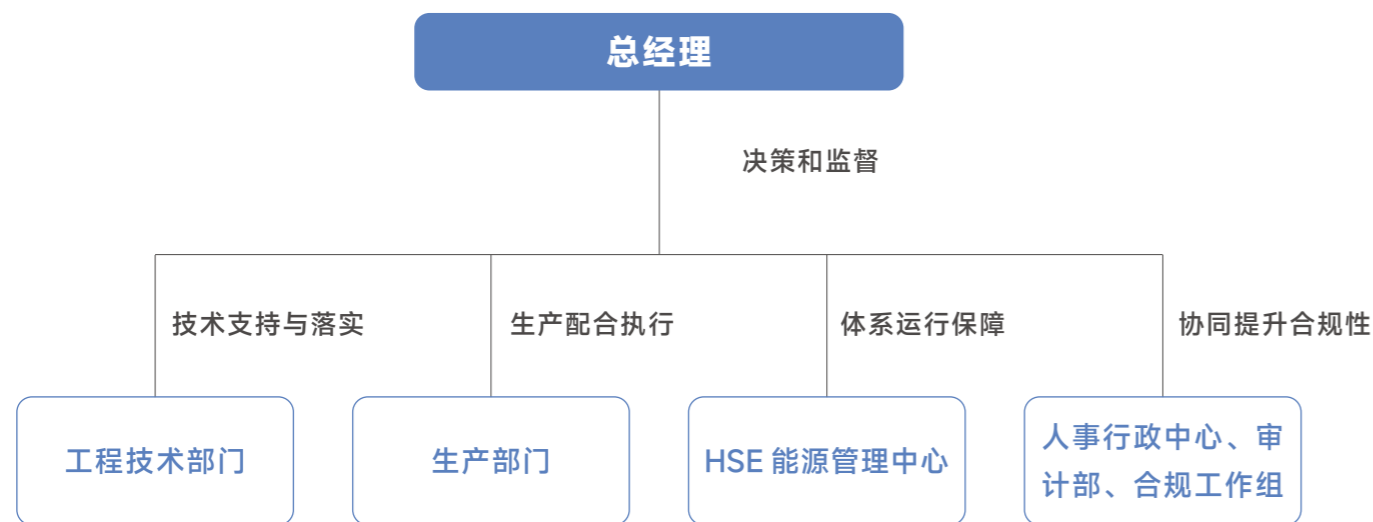 总经理
决策和监督
技术支持与落实
生产配合执行
体系运行保障
协同提升合规性
工程技术部门
生产部门
HSE 能源管理中心
人事行政中心、审
计部、合规工作组